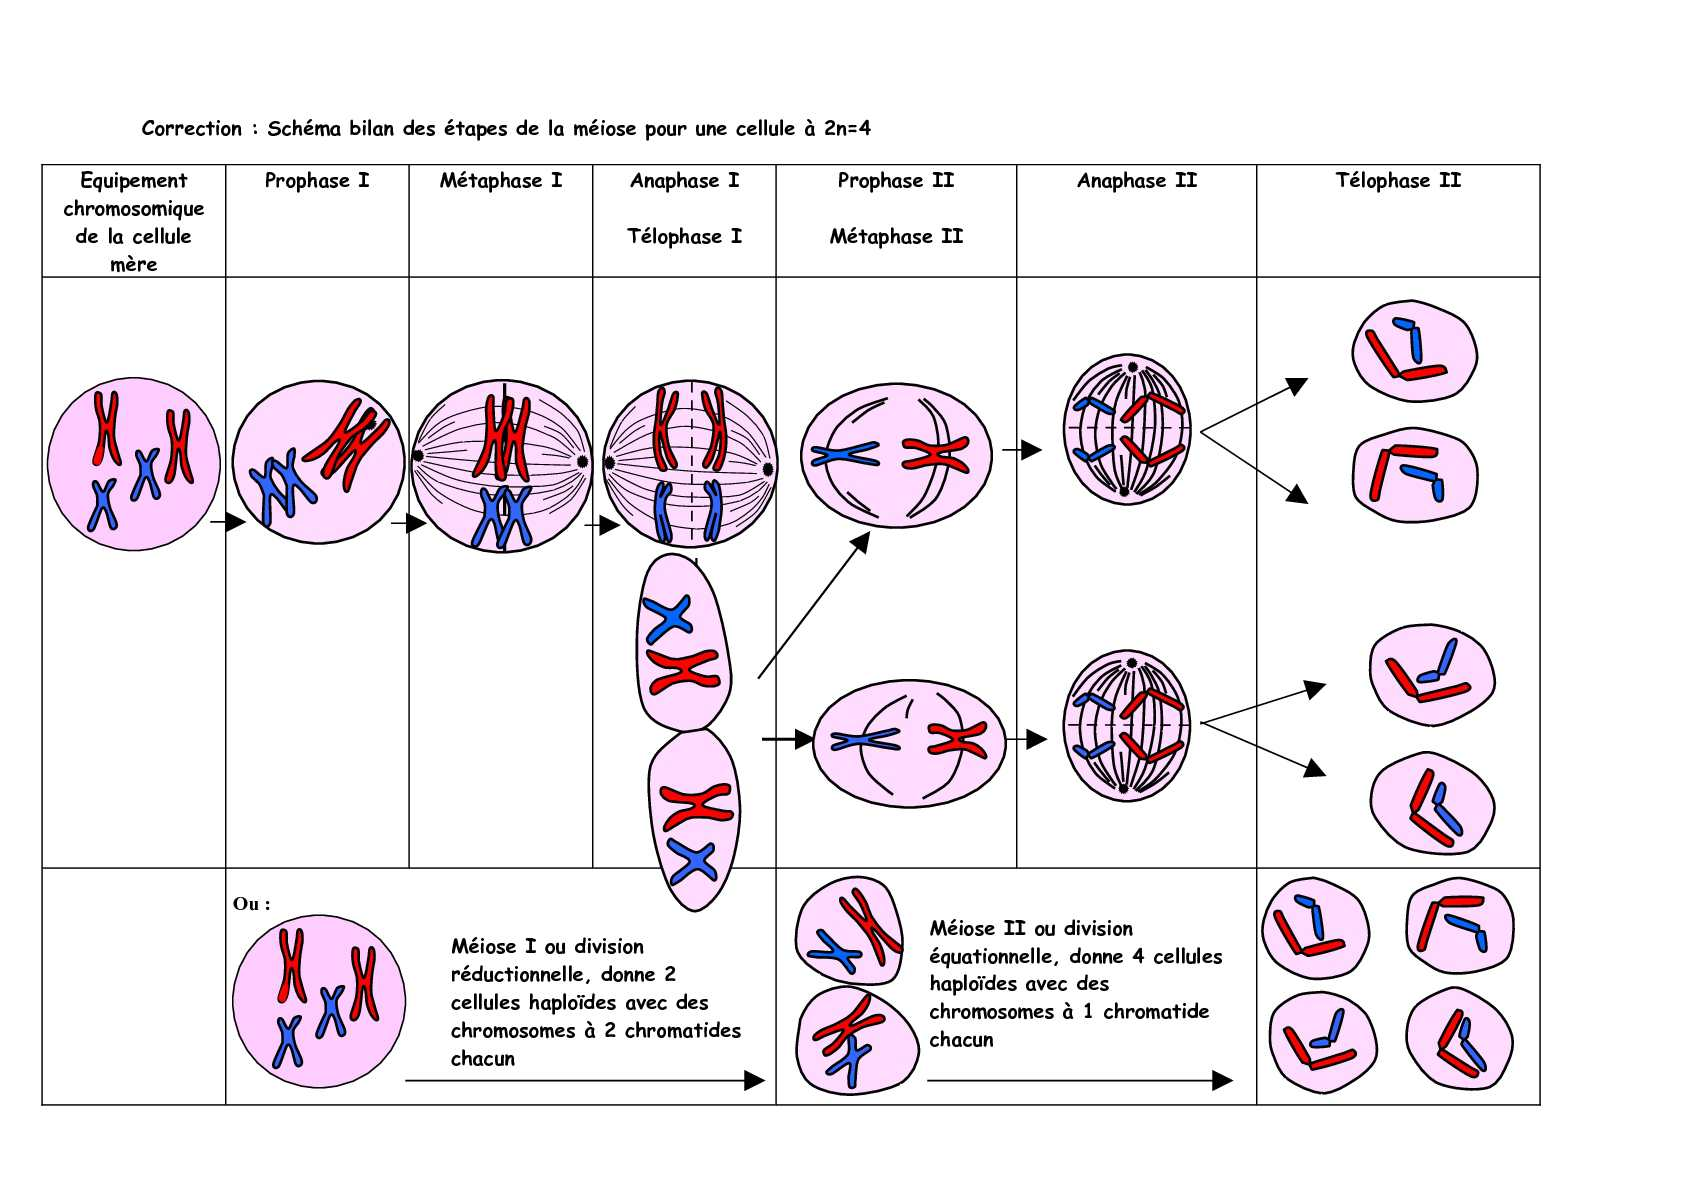 Correction : Schéma bilan des étapes de la méiose pour une cellule à 2n=4
Equipement
chromosomique
de la cellule
mère
Prophase I
Métaphase I
Anaphase I
Télophase I
Prophase II
Métaphase II
Anaphase II
Télophase II
Ou :
Méiose I ou division
réductionnelle, donne 2
cellules haploïdes avec des
chromosomes à 2 chromatides
chacun
Méiose II ou division
équationnelle, donne 4 cellules
haploïdes avec des
chromosomes à 1 chromatide
chacun